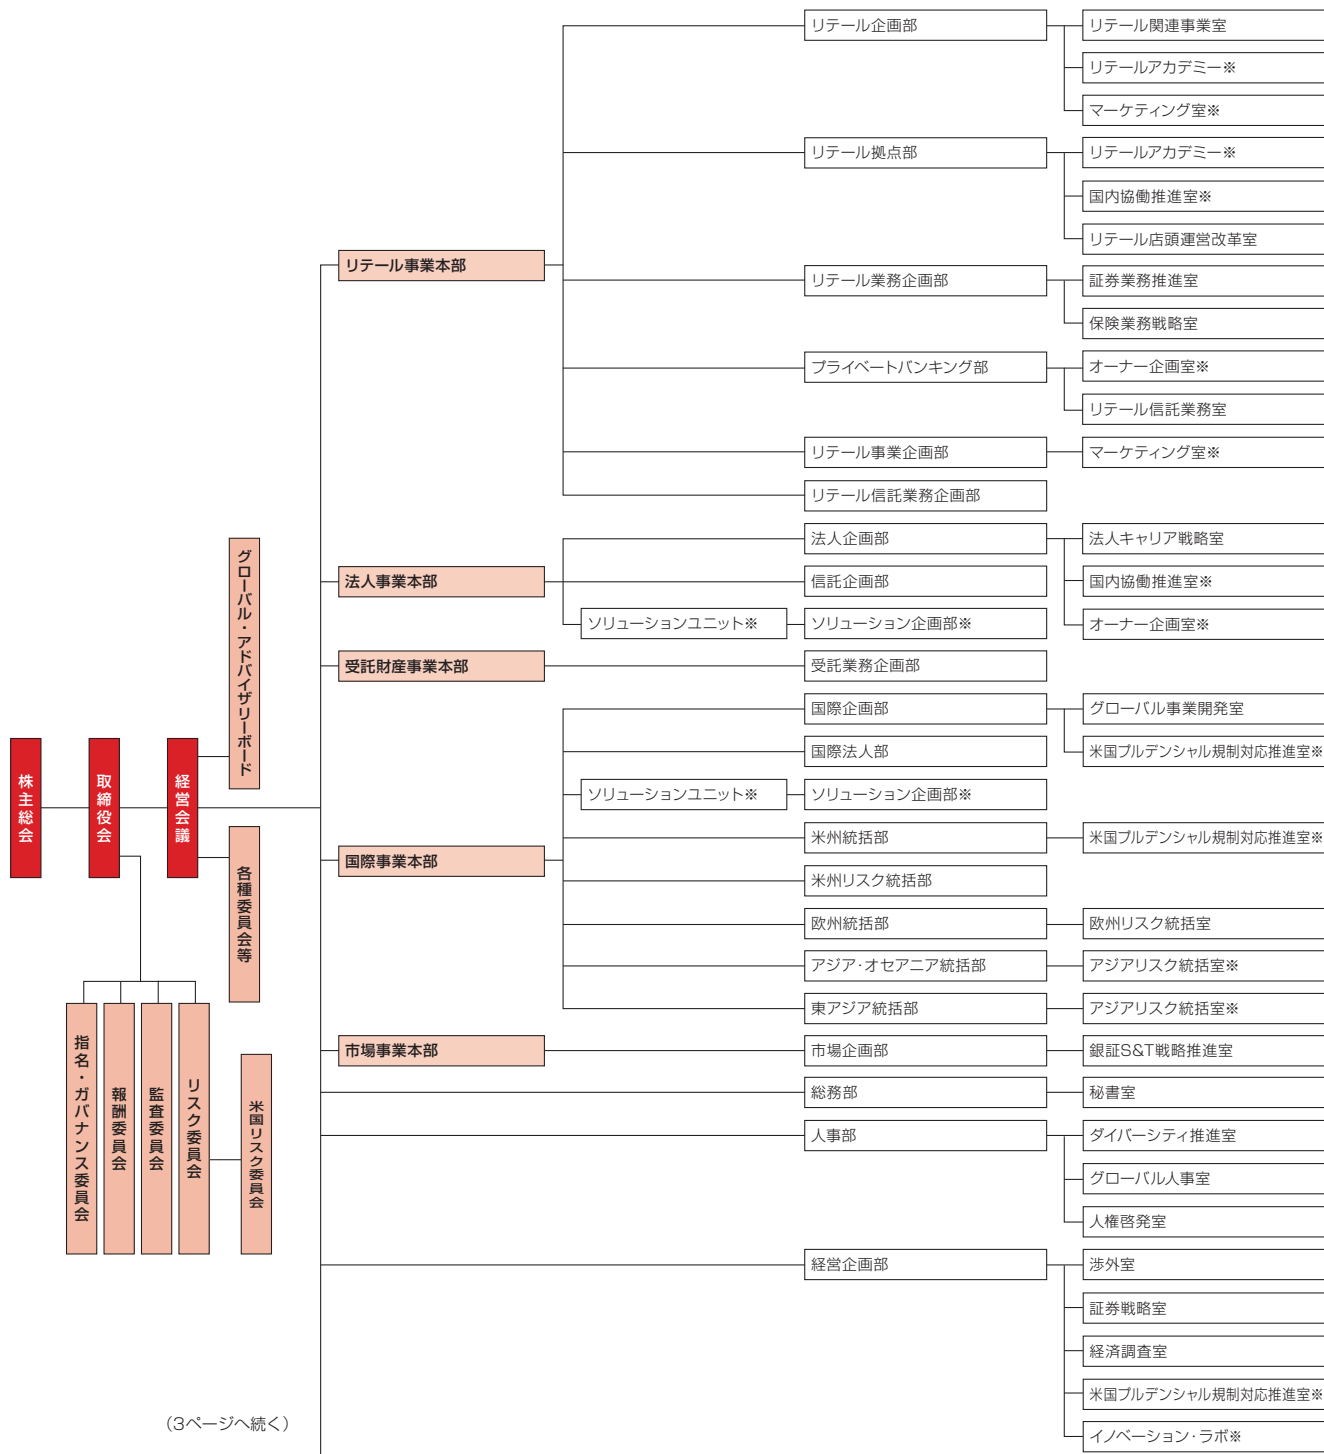 株主総会
取締役会
経営会議
グローバル・アドバイザリーボード
各種委員会等
指名・ガバナンス委員会
報酬委員会
監査委員会
リスク委員会
米国リスク委員会
リテール事業本部
リテール企画部
リテール関連事業室
リテールアカデミー※
マーケティング室※
リテール拠点部
リテールアカデミー※
国内協働推進室※
リテール店頭運営改革室
リテール業務企画部
証券業務推進室
保険業務戦略室
プライベートバンキング部
オーナー企画室※
リテール信託業務室
リテール事業企画部
マーケティング室※
リテール信託業務企画部
法人事業本部
法人企画部
法人キャリア戦略室
国内協働推進室※
オーナー企画室※
信託企画部
ソリューションユニット※
ソリューション企画部※
受託財産事業本部
受託業務企画部
国際事業本部
国際企画部
グローバル事業開発室
米国プルデンシャル規制対応推進室※
国際法人部
ソリューションユニット※
ソリューション企画部※
米州統括部
米国プルデンシャル規制対応推進室※
米州リスク統括部
欧州統括部
欧州リスク統括室
アジア・オセアニア統括部
アジアリスク統括室※
東アジア統括部
アジアリスク統括室※
市場事業本部
市場企画部
銀証S&T戦略推進室
総務部
秘書室
人事部
ダイバーシティ推進室
グローバル人事室
人権啓発室
経営企画部
渉外室
証券戦略室
経済調査室
米国プルデンシャル規制対応推進室※
イノベーション・ラボ※
（3ページへ続く）